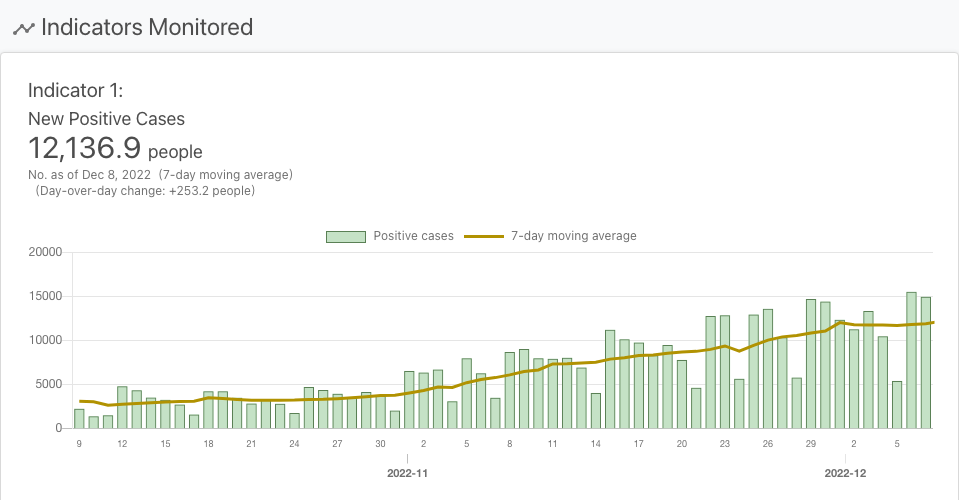 Indicators Monitored
Indicator 1:
New Positive Cases
12,136.9 people
No. as of Dec 8, 2022 (7-day moving average)
(Day-over-day change: +253.2 people)
Positive cases 7-day moving average
20000
15000
10000
5000
0
9 12 15 18 21 24 27 30 2 5 8 11 14 17 20 23 26 29 2 5
2022-11 2022-12